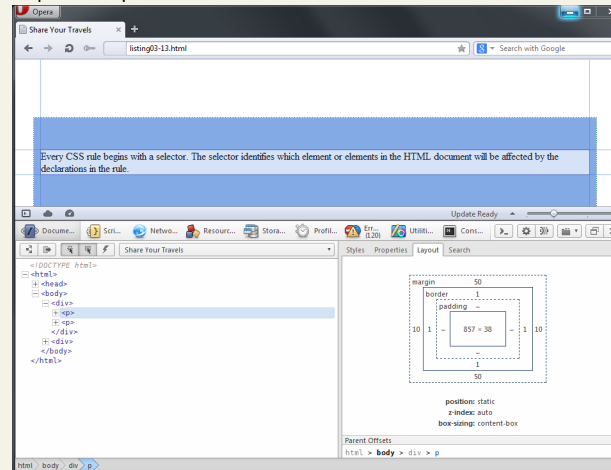 Opera
Share Your Travels
listing03-13.html
Search with Google
Every CSS rule begins with a selector. The selector identifies which element or elements in the HTML document will be affected by the
declarations in the rule.
Update Ready
Docume... Scri... Netwo... Resourc... Stora... Profil... Err... (120) Utiliti... Cons...
Share Your Travels
Styles Properties Layout Search
<!DOCTYPE html>
<html>
<head>
<body>
<div>
<p>
<p>
</div>
<div>
</body>
</html>
margin 50
border 1
padding –
10 1 – 857 × 38 – 1 10
–
1
50
position: static
z-index: auto
box-sizing: content-box
Parent Offsets
html > body > div > p
html body div p